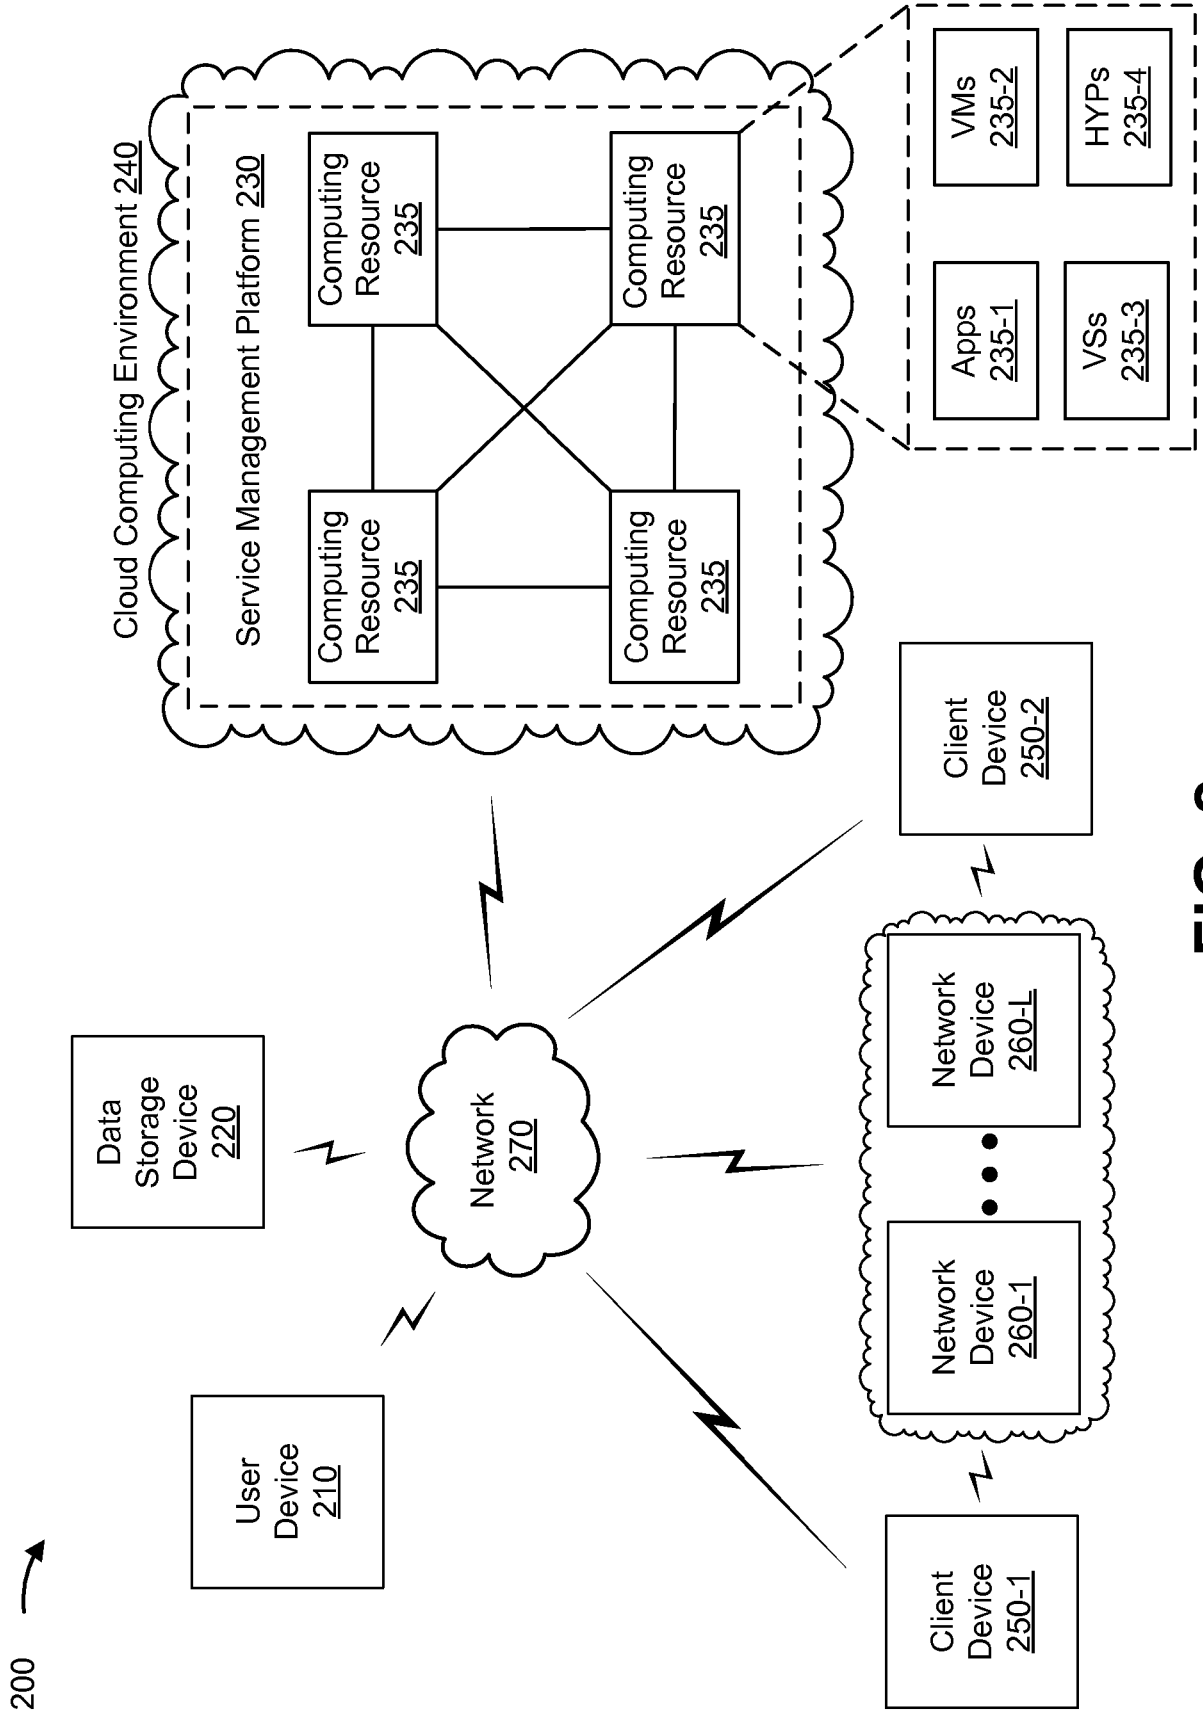 200
Cloud Computing Environment 240
Service Management Platform 230
Computing
Resource
235
Computing
Resource
235
Computing
Resource
235
Computing
Resource
235
Apps
235-1
VMs
235-2
VSs
235-3
HYPs
235-4
Data
Storage
Device
220
User
Device
210
Network
270
Client
Device
250-1
Network
Device
260-1
Network
Device
260-L
Client
Device
250-2